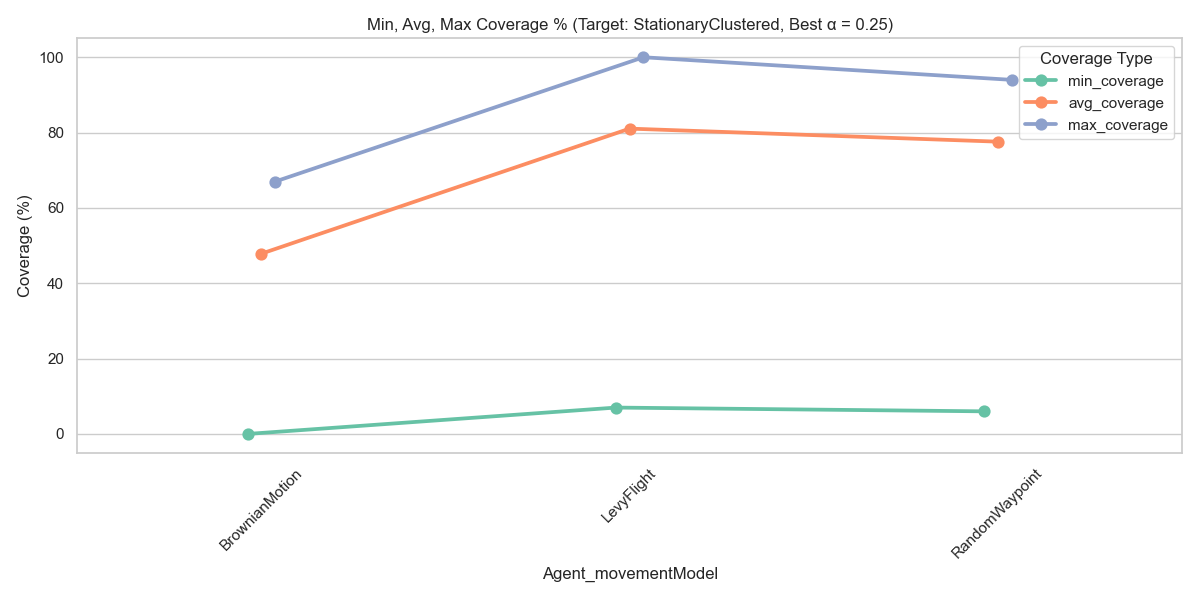 Min, Avg, Max Coverage % (Target: StationaryClustered, Best α = 0.25)
Coverage Type
min_coverage
avg_coverage
max_coverage
Coverage (%)
100
80
60
40
20
0
BrownianMotion
LevyFlight
RandomWaypoint
Agent_movementModel